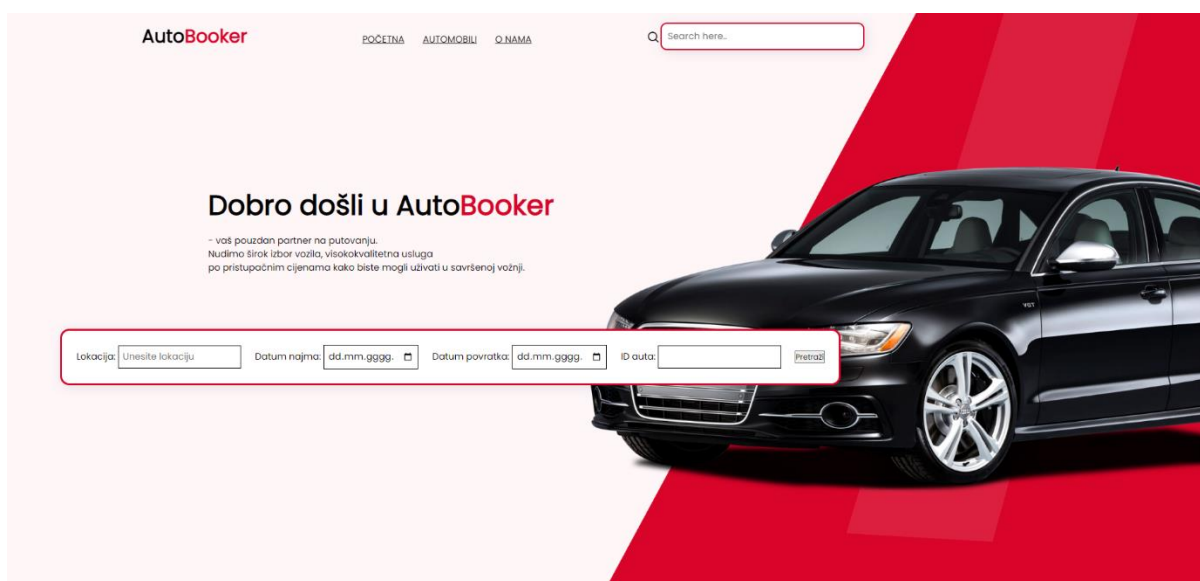 AutoBooker POČETNA AUTOMOBILI O NAMA Search here..
Dobro došli u AutoBooker
- vaš pouzdan partner na putovanju.
Nudimo širok izbor vozila, visokokvalitetna usluga
po pristupačnim cijenama kako biste mogli uživati u savršenoj vožnji.
Lokacija: Unesite lokaciju Datum najma: dd.mm.gggg. Datum povratka: dd.mm.gggg. ID auta: Pretraži